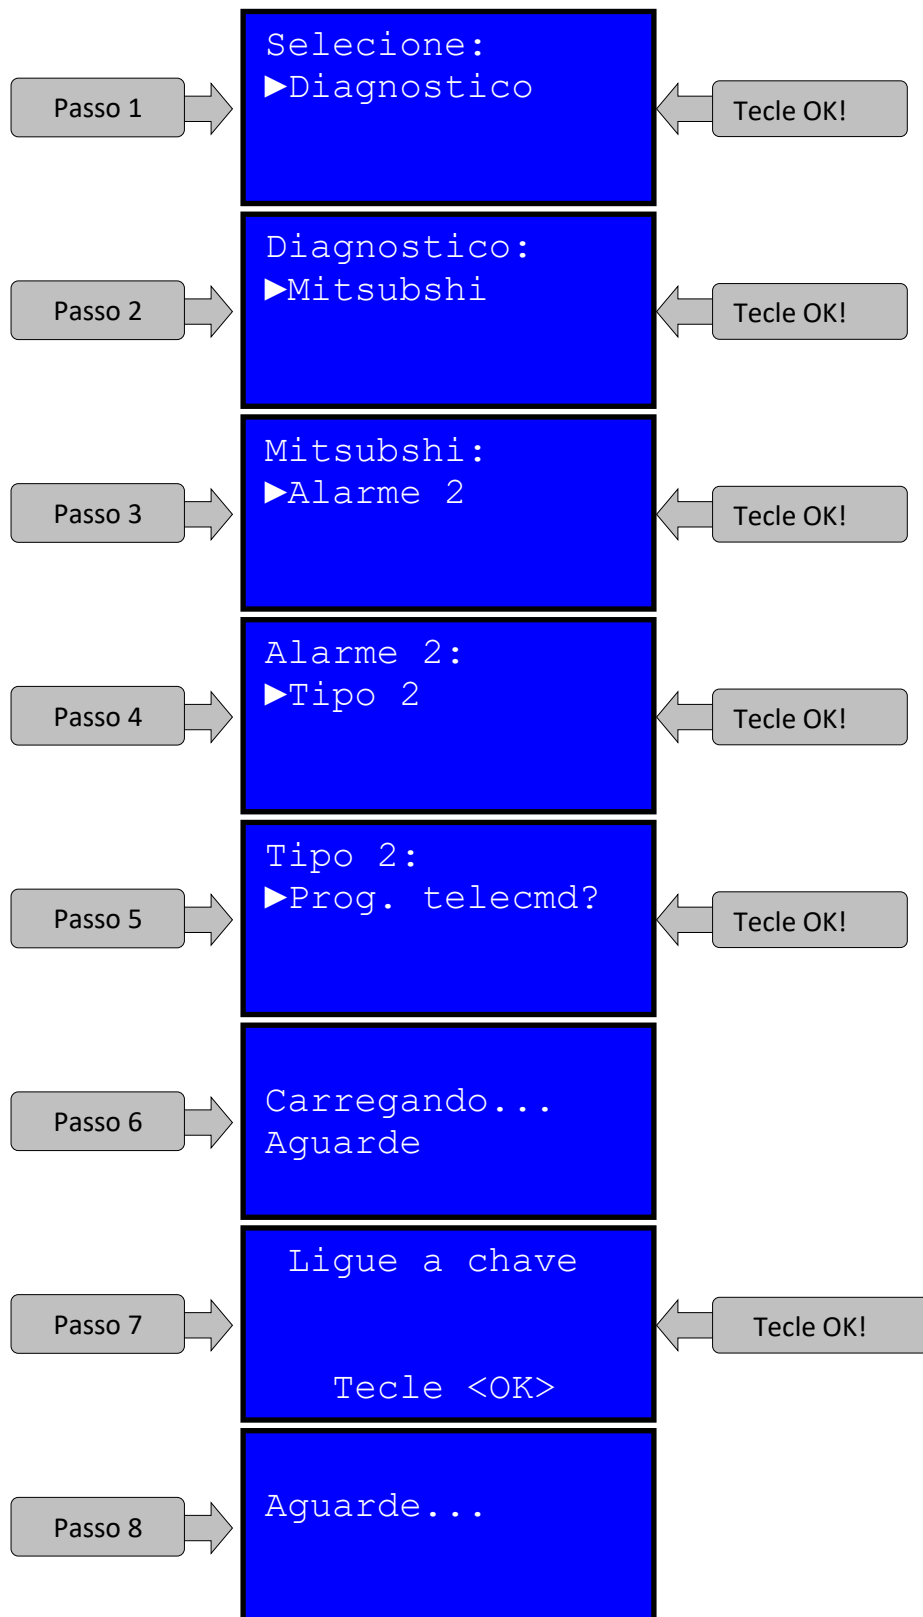 Selecione:
Passo 1
►Diagnostico
Tecle OK!
Diagnostico:
Passo 2
►Mitsubshi
Tecle OK!
Mitsubshi:
Passo 3
►Alarme 2
Tecle OK!
Alarme 2:
Passo 4
►Tipo 2
Tecle OK!
Tipo 2:
Passo 5
►Prog. telecmd?
Tecle OK!
Passo 6
Carregando...
Aguarde
Passo 7
Ligue a chave
Tecle <OK>
Tecle OK!
Passo 8
Aguarde...